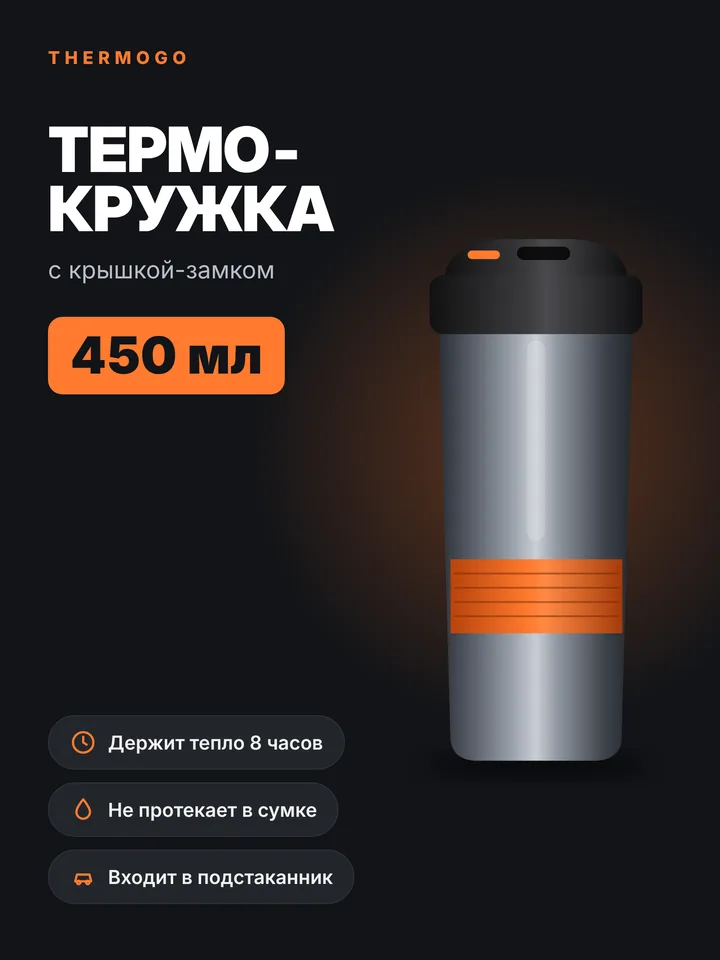 THERMOGO
ТЕРМО-
КРУЖКА
с крышкой-замком
450 мл
Держит тепло 8 часов
Не протекает в сумке
Входит в подстаканник